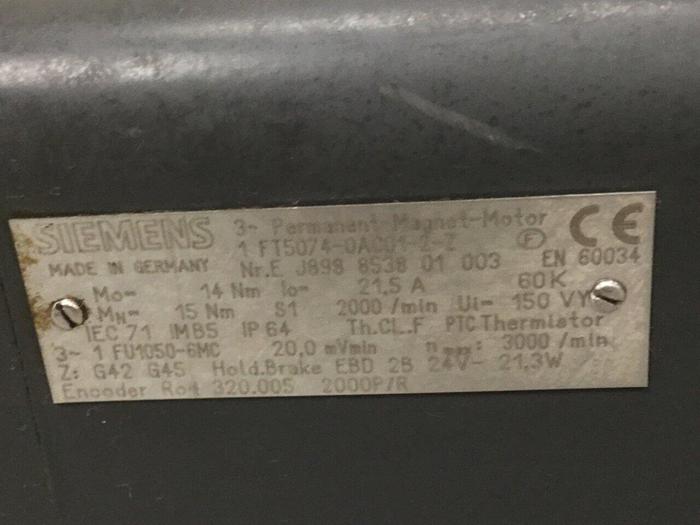 SIEMENS 3~ Permanent Magnet-Motor CE
1 FT5074-0AC01-2-Z F
MADE IN GERMANY Nr.E J898 8538 01 003 EN 60034
Mo= 14 Nm Io= 21,5 A 60K
MN= 15 Nm S1 2000 /min Ui= 150 VY
IEC 71 IMB5 IP 64 Th.CL.F PTC Thermistor
3~ 1 FU1050-6MC 20,0 mVmin n : 3000 /min
Z: G42 G45 Hold.Brake EBD 2B 24V- 21,3W
Encoder 320.005 2000P/R